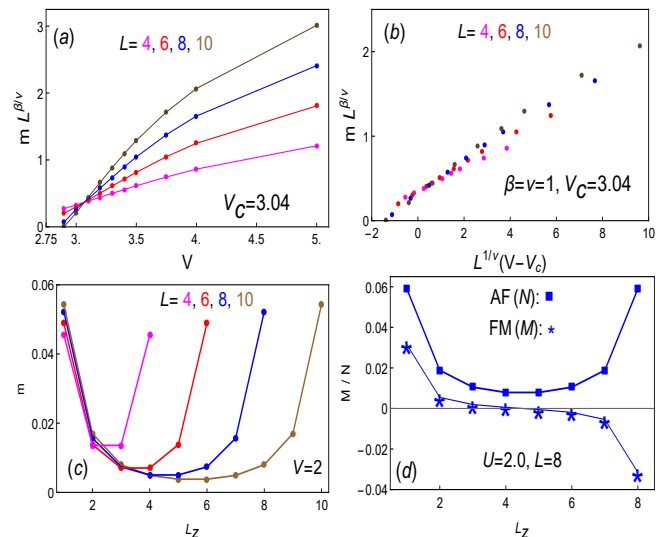 (a)
L= 4, 6, 8, 10
m L^{β/ν}
3
2
1
0
V_C=3.04
2.75
3.5
4.
4.5
5.
V
(b)
L= 4, 6, 8, 10
m L^{β/ν}
2
1
0
β=ν=1, V_C=3.04
−2
0
2
4
6
8
10
L^{1/ν}(V−V_c)
L= 4, 6, 8, 10
m
0.06
0.04
0.02
0
(c)
V=2
2
4
6
8
10
L_Z
M / N
0.06
0.04
0.02
0
−0.02
−0.04
AF (N):
FM (M):
(d)
U=2.0, L=8
2
4
6
8
L_Z